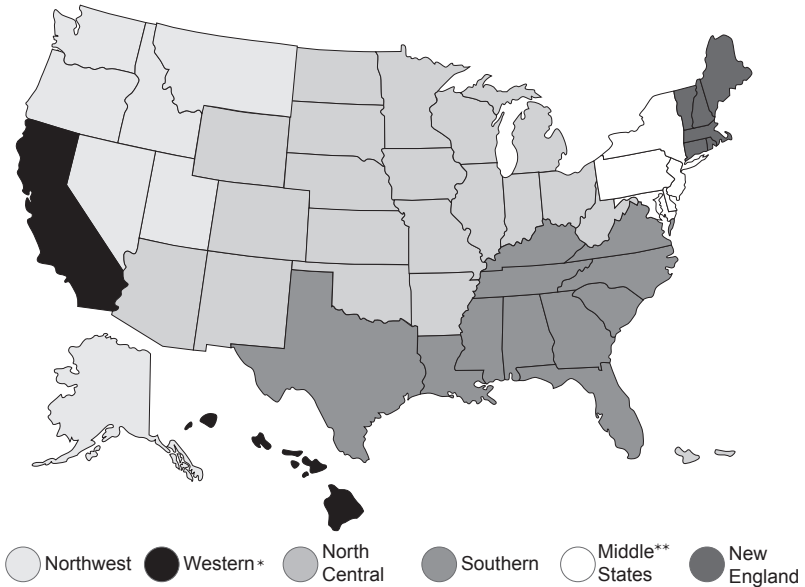 Northwest
Western*
North
Central
Southern
Middle**
States
New
England